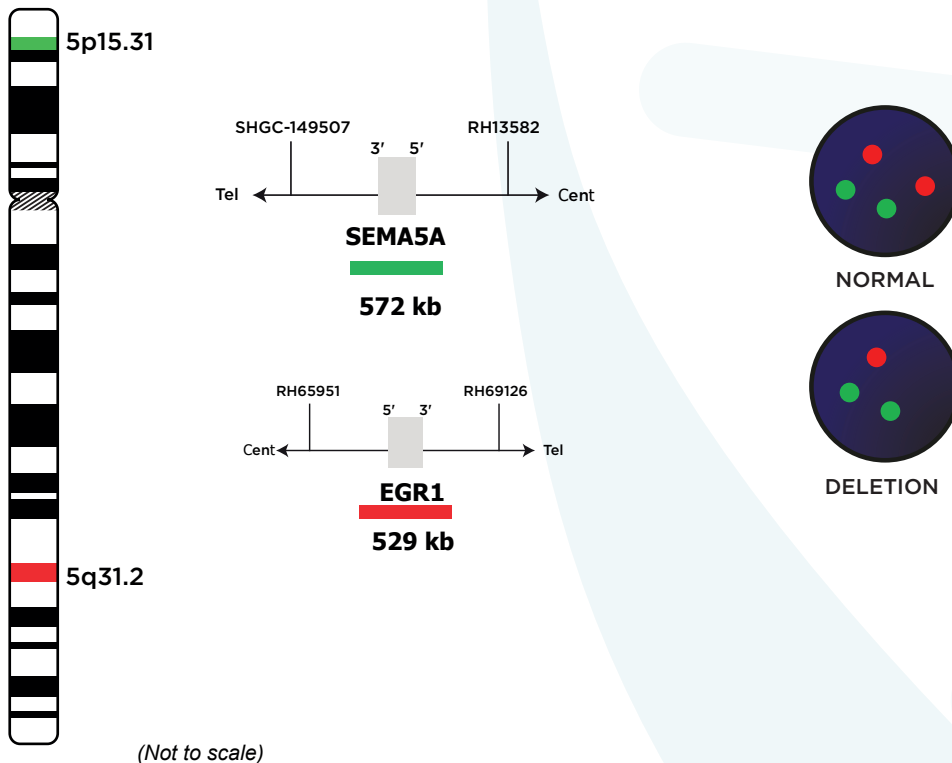 5p15.31
SHGC-149507 RH13582
3' 5'
Tel Cent
SEMA5A
572 kb
NORMAL
RH65951 RH69126
5' 3'
Cent Tel
EGR1
529 kb
DELETION
5q31.2
(Not to scale)